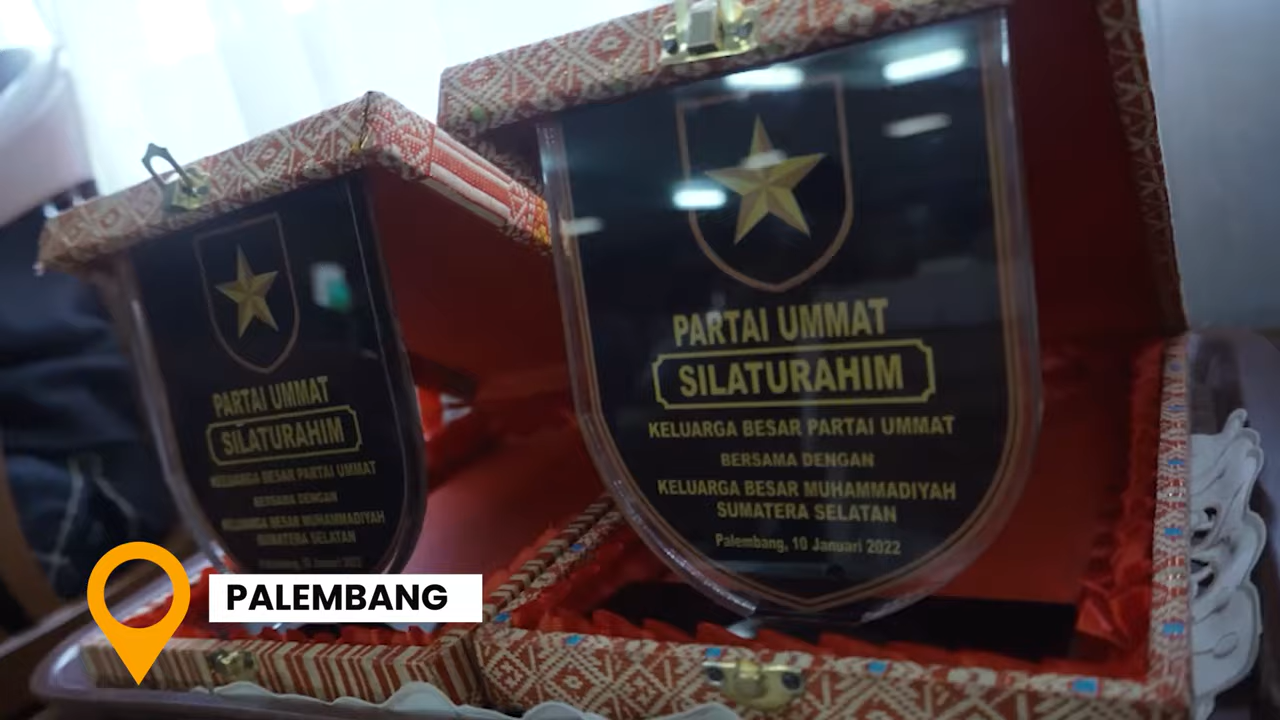 PARTAI UMMAT
SILATURAHIM
KELUARGA BESAR PARTAI UMMAT
BERSAMA DENGAN
KELUARGA BESAR MUHAMMADIYAH
SUMATERA SELATAN
PARTAI UMMAT
SILATURAHIM
KELUARGA BESAR PARTAI UMMAT
BERSAMA DENGAN
KELUARGA BESAR MUHAMMADIYAH
SUMATERA SELATAN
Palembang, 10 Januari 2022
PALEMBANG